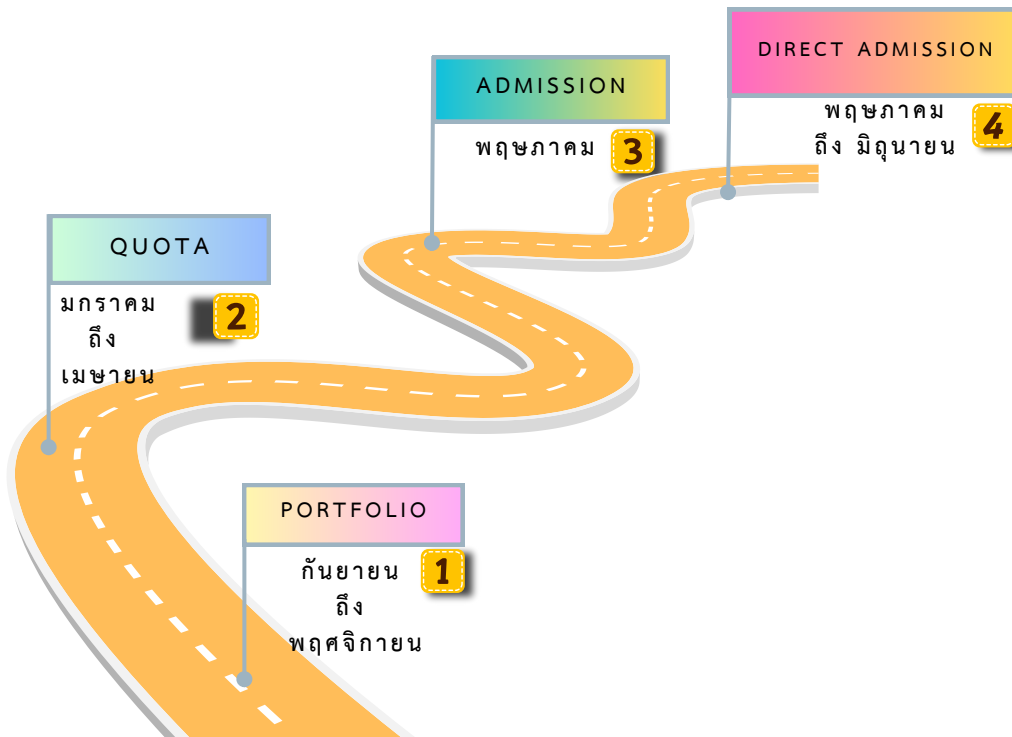 PORTFOLIO
1
กันยายน
ถึง
พฤศจิกายน
QUOTA
2
มกราคม
ถึง
เมษายน
ADMISSION
3
พฤษภาคม
DIRECT ADMISSION
4
พฤษภาคม
ถึง มิถุนายน